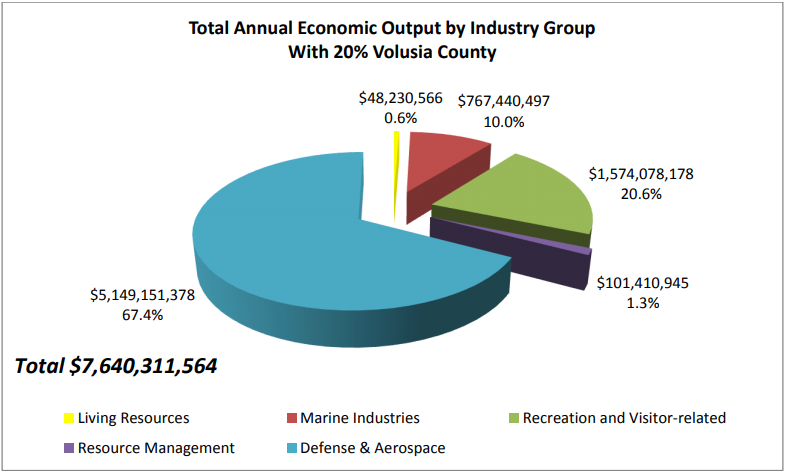 Total Annual Economic Output by Industry Group
With 20% Volusia County
$48,230,566
0.6%
$767,440,497
10.0%
$1,574,078,178
20.6%
$101,410,945
1.3%
$5,149,151,378
67.4%
Total $7,640,311,564
Living Resources
Marine Industries
Recreation and Visitor-related
Resource Management
Defense & Aerospace